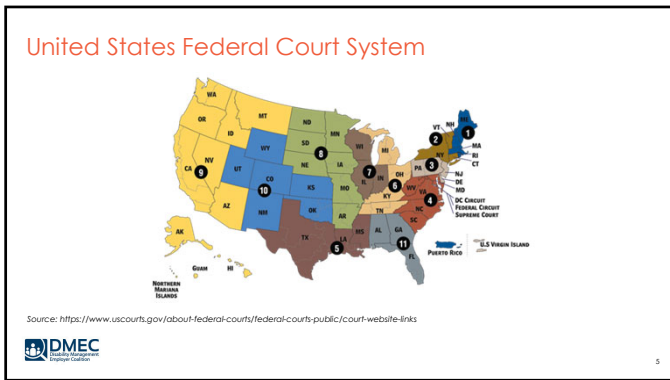 United States Federal Court System
WA
OR
ID
MT
NV
CA
AZ
AK
HI
GUAM
NORTHERN
MARIANA
ISLANDS
9
WY
UT
CO
KS
NM
OK
10
ND
MN
SD
NE
IA
MO
AR
8
WI
IL
IN
7
MI
OH
KY
TN
6
TX
LA
MS
5
AL
GA
FL
11
WV
VA
NC
SC
4
PA
3
VT
NY
2
NH
ME
1
MA
RI
CT
NJ
DE
MD
DC CIRCUIT
FEDERAL CIRCUIT
SUPREME COURT
PUERTO RICO
U.S VIRGIN ISLAND
Source: https://www.uscourts.gov/about-federal-courts/federal-courts-public/court-website-links
DMEC
Disability Management
Employer Coalition
5